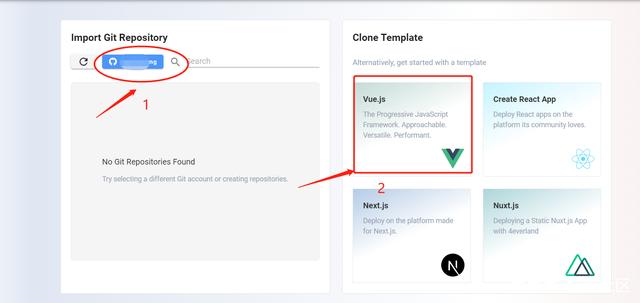 Import Git Repository
Search
1
No Git Repositories Found
Try selecting a different Git account or creating repositories.
Clone Template
Alternatively, get started with a template
Vue.js
The Progressive JavaScript
Framework. Approachable.
Versatile. Performant.
2
Create React App
Deploy React apps on the
platform its community loves.
Next.js
Deploy on the platform made
for Next.js.
Nuxt.js
Deploying a Static Nuxt.js App
with 4everland